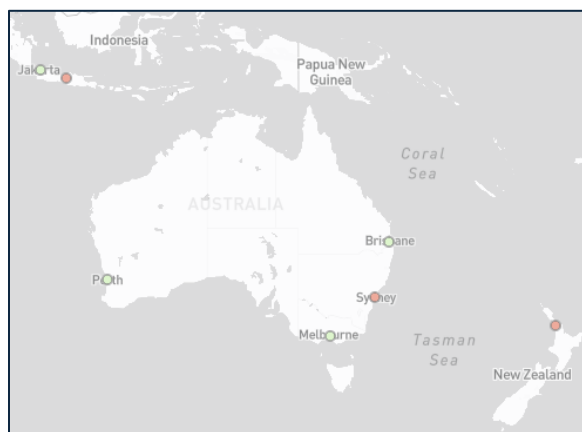 Indonesia
Jakarta
Papua New
Guinea
Coral
Sea
AUSTRALIA
Brisbane
Perth
Sydney
Melbourne
Tasman
Sea
New Zealand